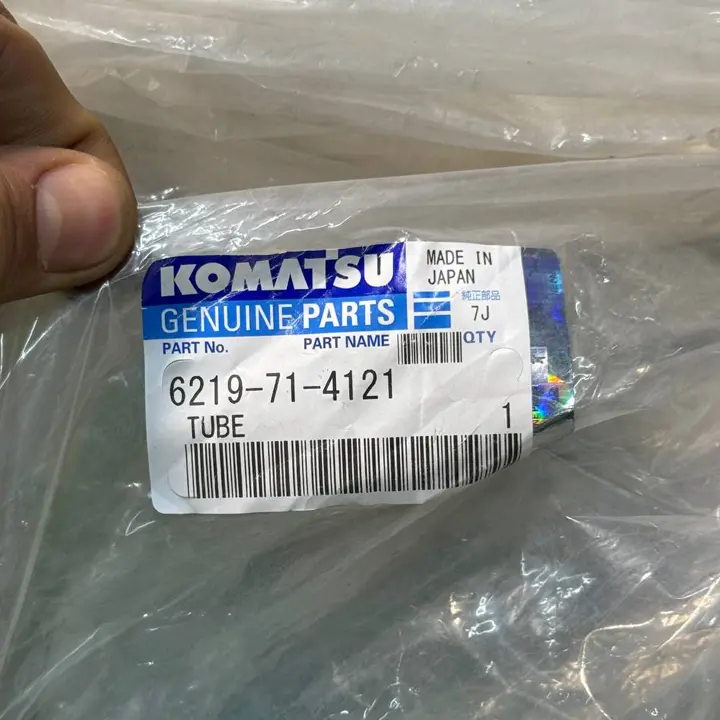 KOMATSU
GENUINE PARTS
MADE IN
JAPAN
純正部品
7J
PART No.
PART NAME
QTY
6219-71-4121
TUBE
1